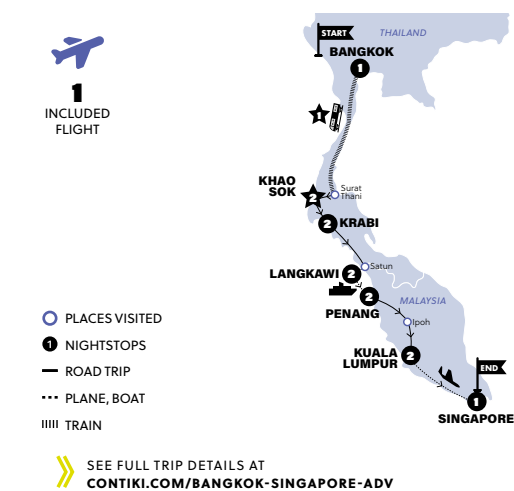 1
INCLUDED
FLIGHT
START
THAILAND
BANGKOK
1
1
KHAO
SOK
2
Surat
Thani
2
KRABI
Satun
LANGKAWI
2
2
PENANG
MALAYSIA
Ipoh
KUALA
LUMPUR
2
END
1
SINGAPORE
PLACES VISITED
1 NIGHTSTOPS
ROAD TRIP
PLANE, BOAT
TRAIN
SEE FULL TRIP DETAILS AT
CONTIKI.COM/BANGKOK-SINGAPORE-ADV